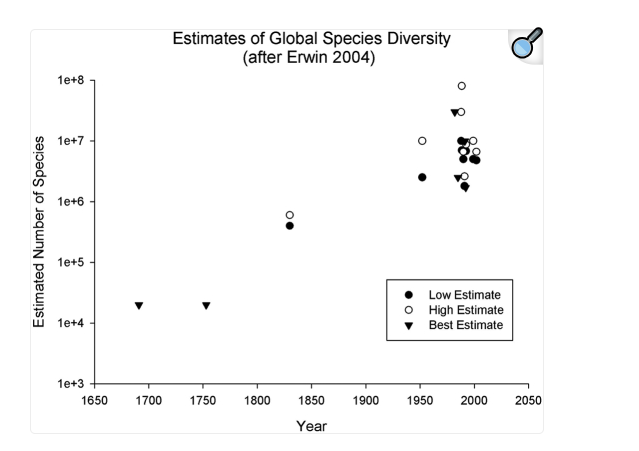 Estimates of Global Species Diversity
(after Erwin 2004)
1e+8
1e+7
1e+6
1e+5
1e+4
1e+3
Estimated Number of Species
Low Estimate
High Estimate
Best Estimate
1650 1700 1750 1800 1850 1900 1950 2000 2050
Year